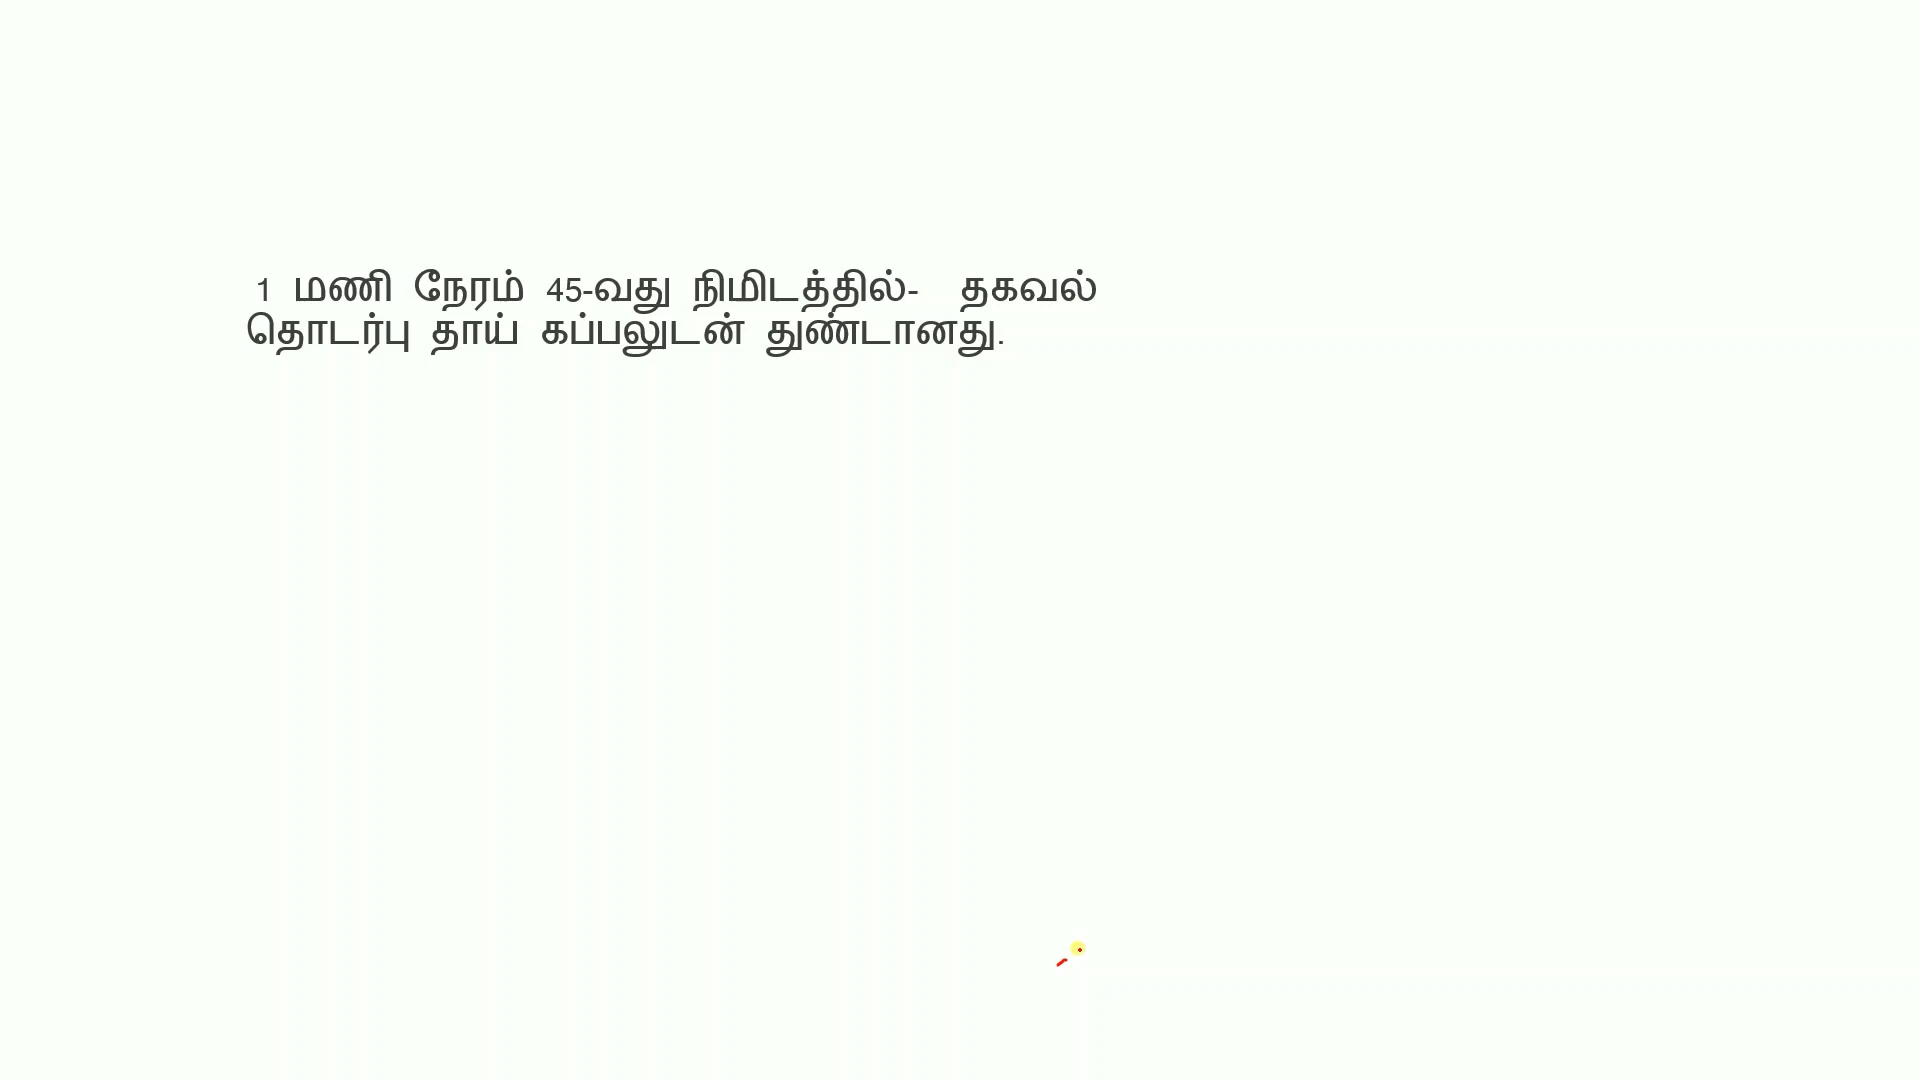 1 மணி நேரம் 45-வது நிமிடத்தில்- தகவல்
தொடர்பு தாய் கப்பலுடன் துண்டானது.